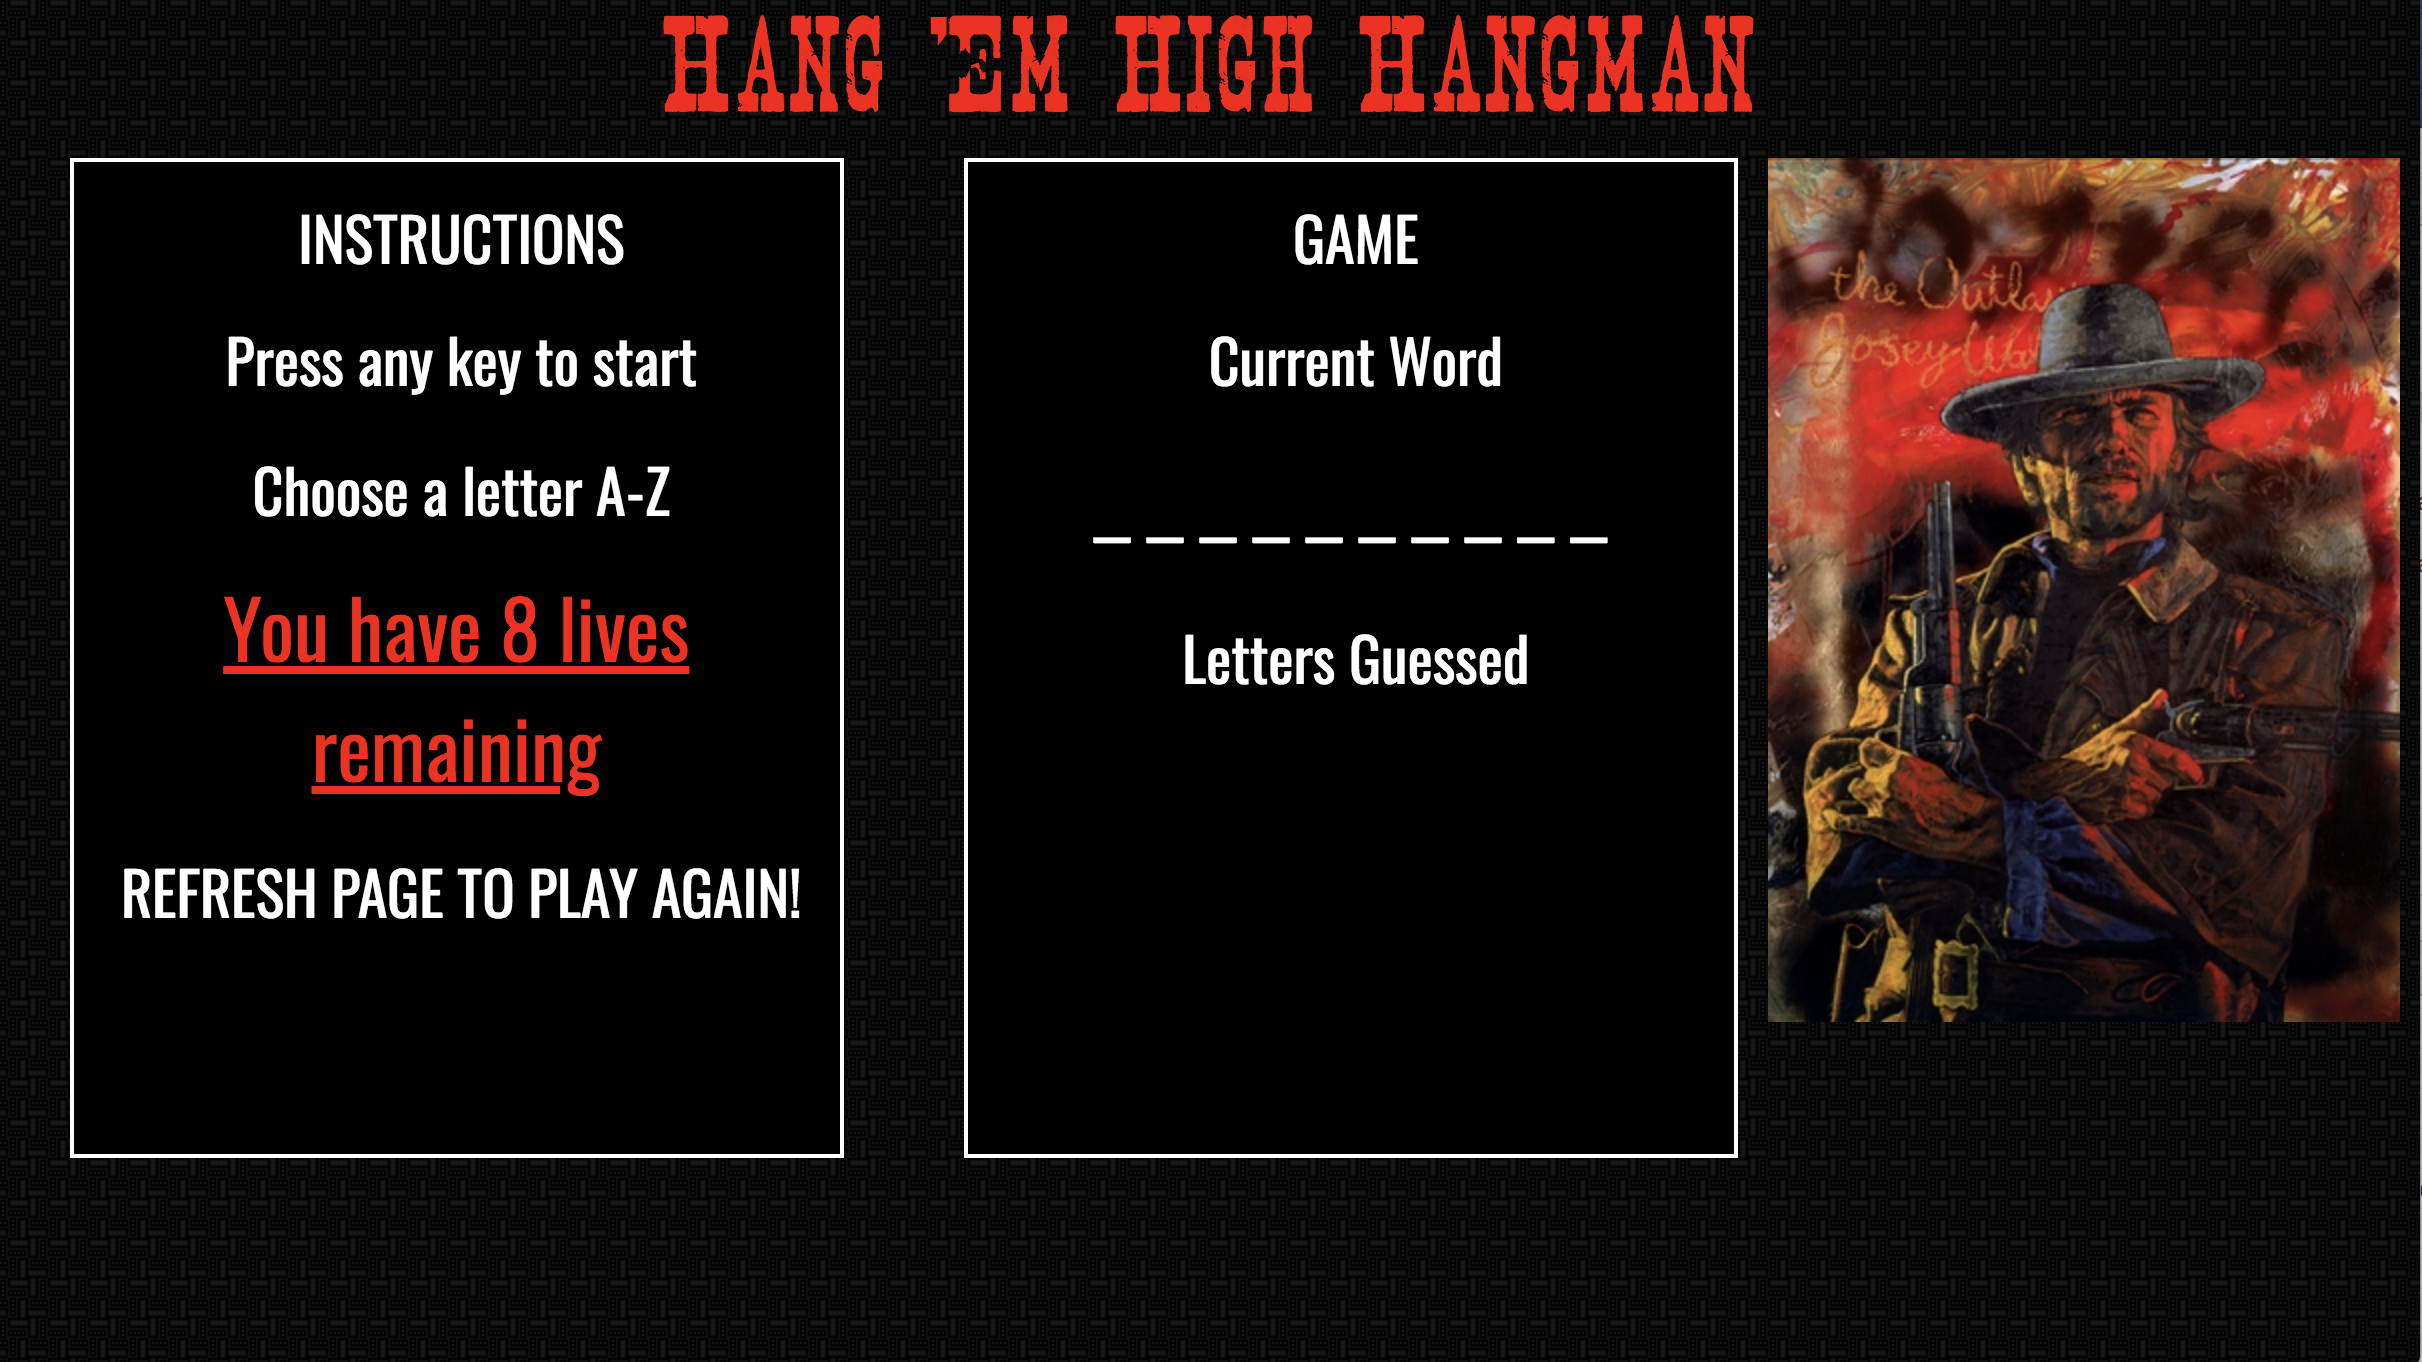 HANG 'EM HIGH HANGMAN
INSTRUCTIONS
Press any key to start
Choose a letter A-Z
You have 8 lives
remaining
REFRESH PAGE TO PLAY AGAIN!
GAME
Current Word
_ _ _ _ _ _ _ _ _ _
Letters Guessed
the Outla
Josey Wa